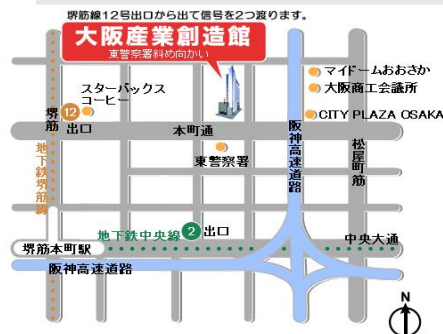 堺筋線12号出口から出て信号を2つ渡ります。
大阪産業創造館
東警察署斜め向かい
スターバックス
コーヒー
マイドームおおさか
大阪商工会議所
CITY PLAZA OSAKA
堺筋
12
出口
本町通
東警察署
地下鉄堺筋線
阪神高速道路
松屋町筋
地下鉄中央線
2
出口
堺筋本町駅
中央大通
阪神高速道路
N